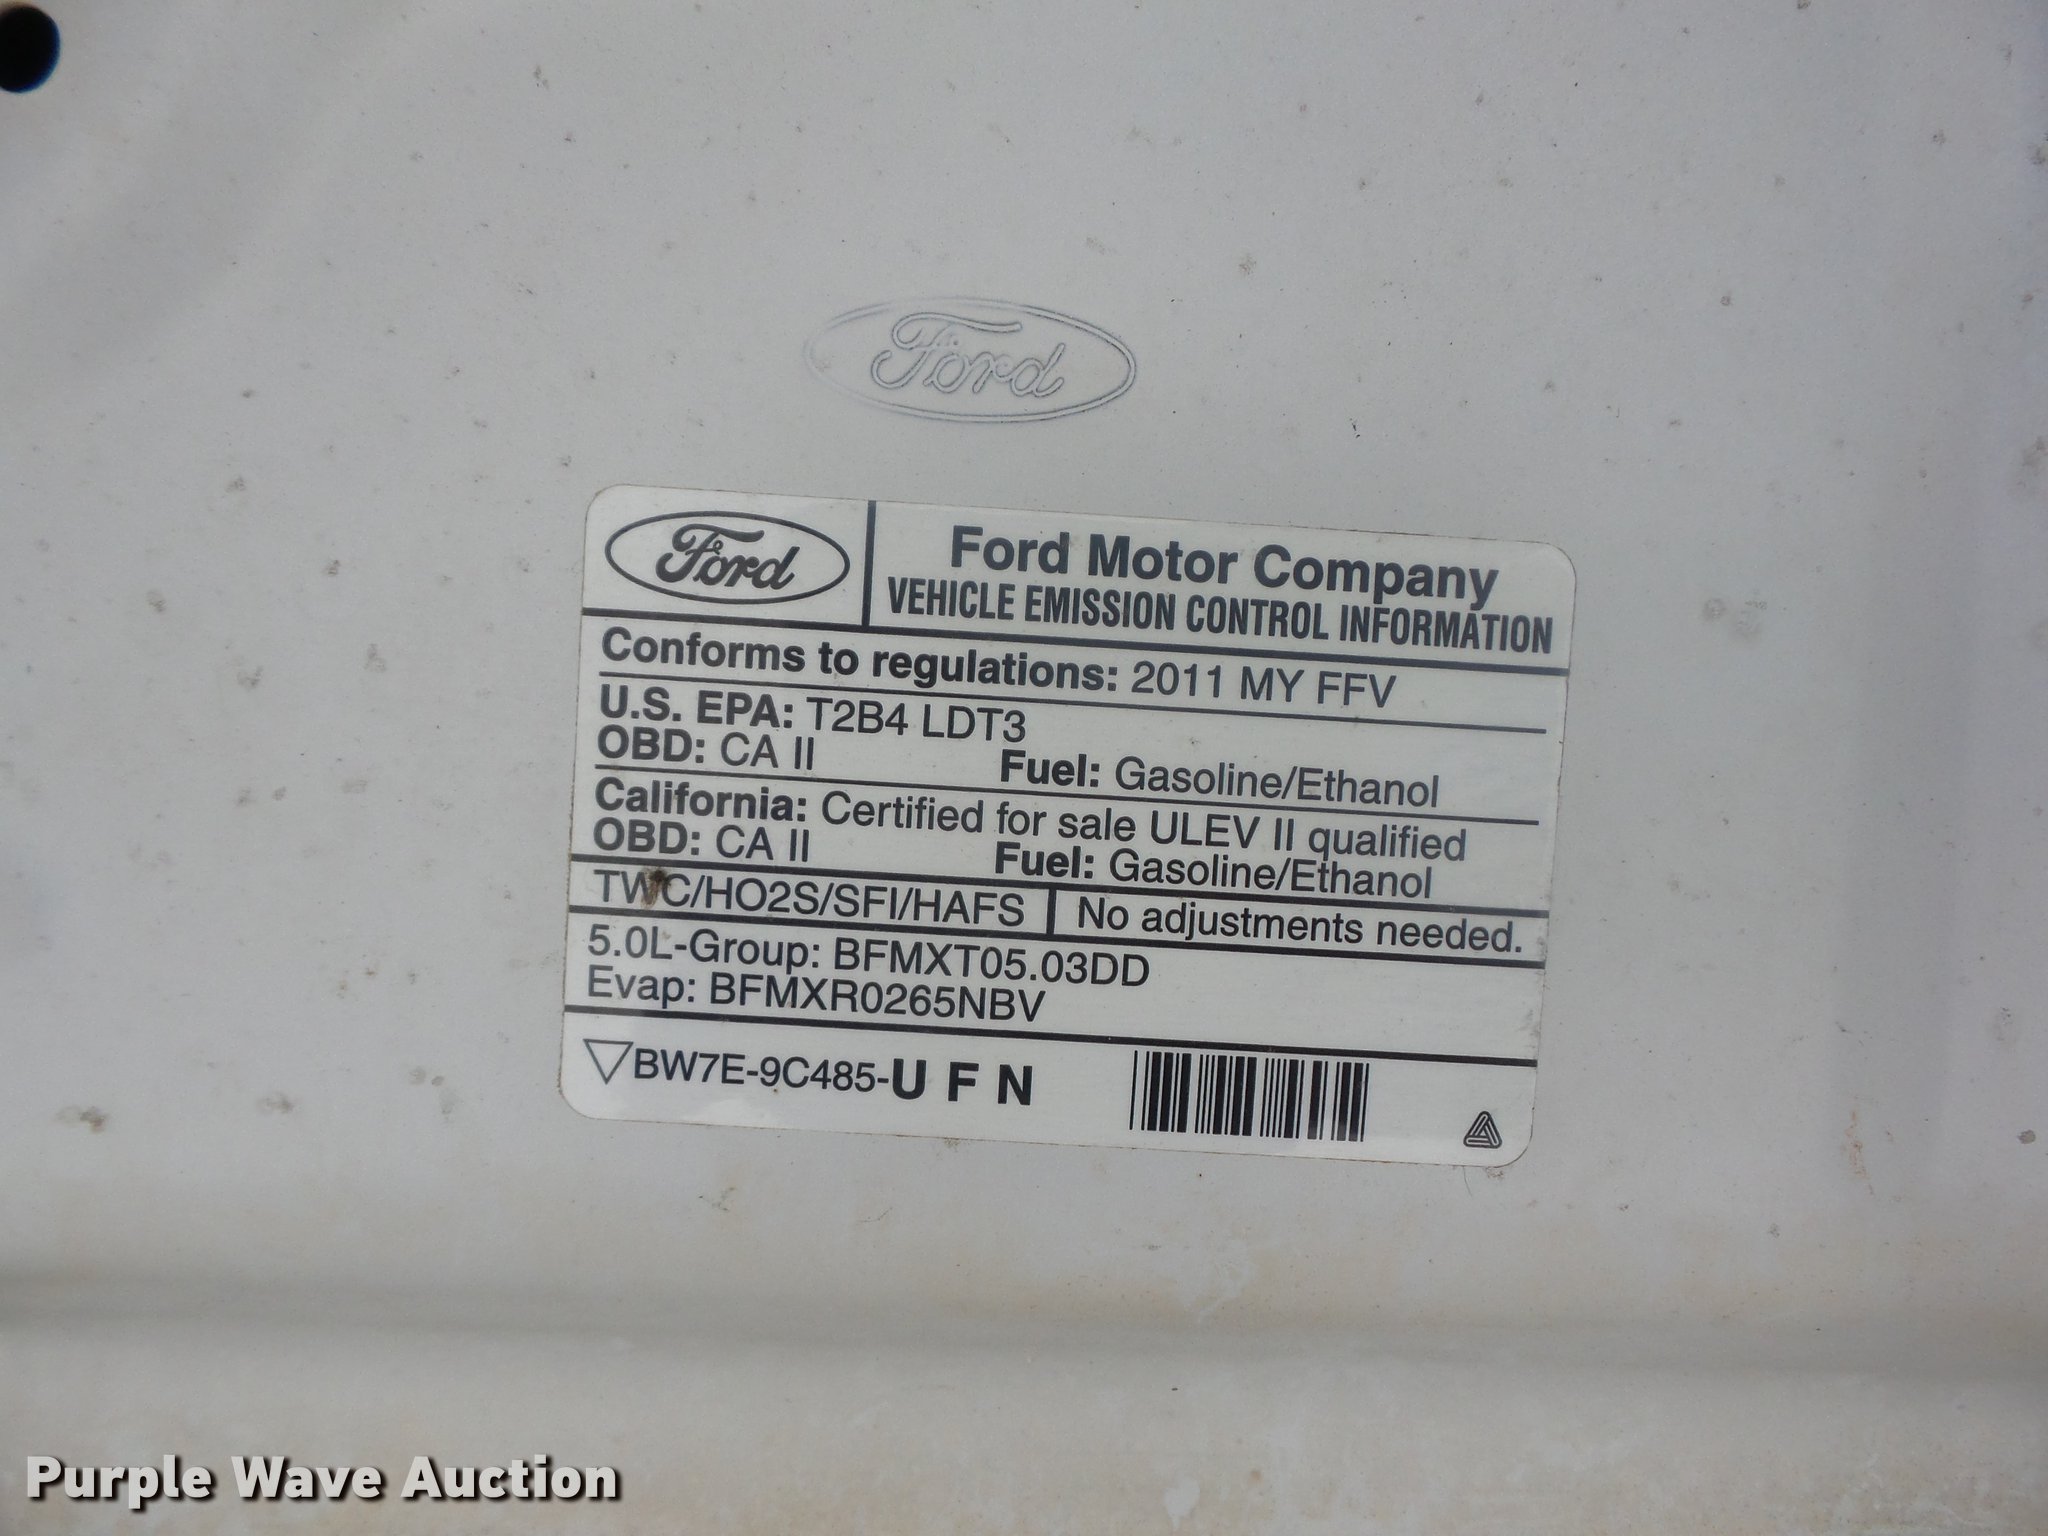 Ford
Ford
Ford Motor Company
VEHICLE EMISSION CONTROL INFORMATION
Conforms to regulations: 2011 MY FFV
U.S. EPA: T2B4 LDT3
OBD: CA II Fuel: Gasoline/Ethanol
California: Certified for sale ULEV II qualified
OBD: CA II Fuel: Gasoline/Ethanol
TWC/HO2S/SFI/HAFS No adjustments needed.
5.0L-Group: BFMXT05.03DD
Evap: BFMXR0265NBV
BW7E-9C485-U F N
Purple Wave Auction